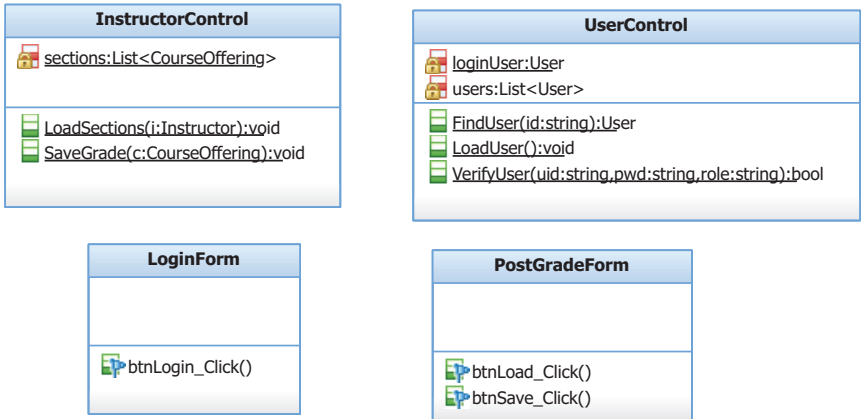 InstructorControl
sections:List<CourseOffering>
LoadSections(i:Instructor):void
SaveGrade(c:CourseOffering):void
UserControl
loginUser:User
users:List<User>
FindUser(id:string):User
LoadUser():void
VerifyUser(uid:string,pwd:string,role:string):bool
LoginForm
btnLogin_Click()
PostGradeForm
btnLoad_Click()
btnSave_Click()